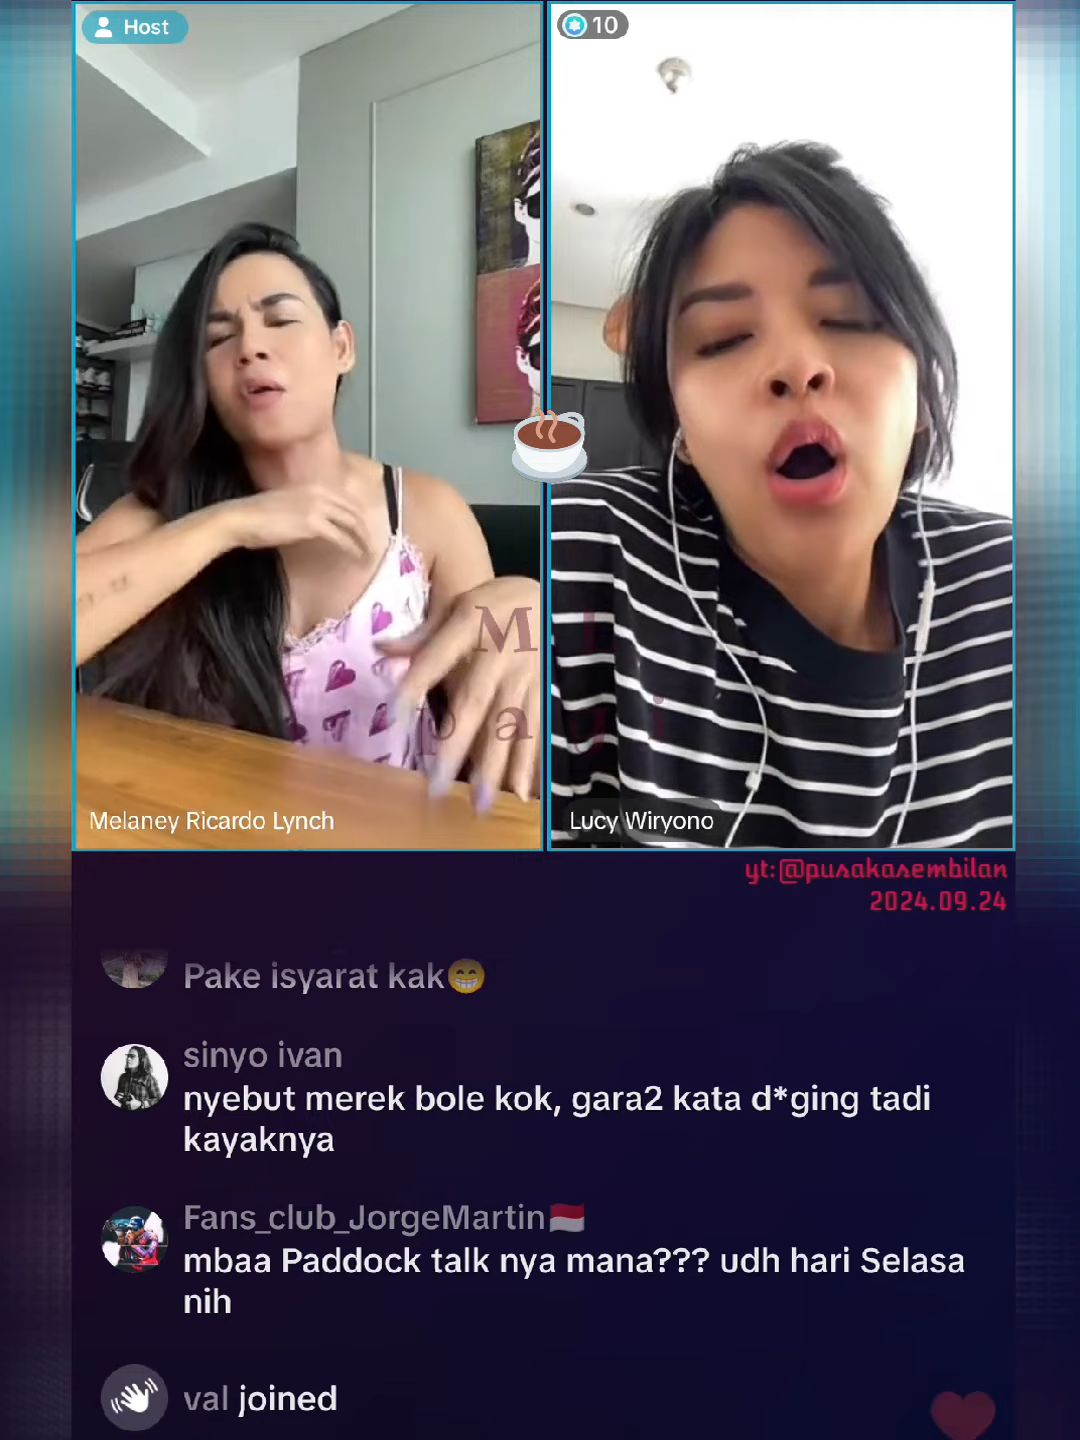 Host
10
M I
pagi
Melaney Ricardo Lynch
Lucy Wiryono
yt:@pusakasembilan
2024.09.24
Pake isyarat kak😁
sinyo ivan
nyebut merek bole kok, gara2 kata d*ging tadi
kayaknya
Fans_club_JorgeMartin🇮🇩
mbaa Paddock talk nya mana??? udh hari Selasa
nih
val joined